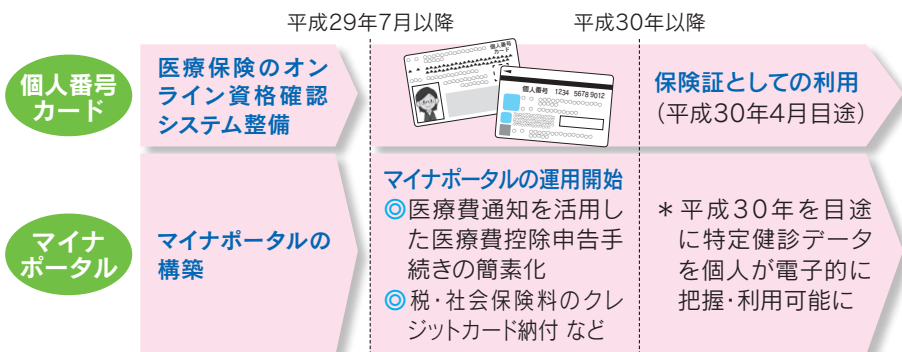 平成29年7月以降
平成30年以降
個人番号
カード
医療保険のオン
ライン資格確認
システム整備
個人番号
カード
個人番号 1234 5678 9012
保険証としての利用
(平成30年4月目途)
マイナ
ポータル
マイナポータルの
構築
マイナポータルの運用開始
◎医療費通知を活用し
た医療費控除申告手
続きの簡素化
◎税・社会保険料のクレ
ジットカード納付 など
＊平成30年を目途
に特定健診データ
を個人が電子的に
把握・利用可能に